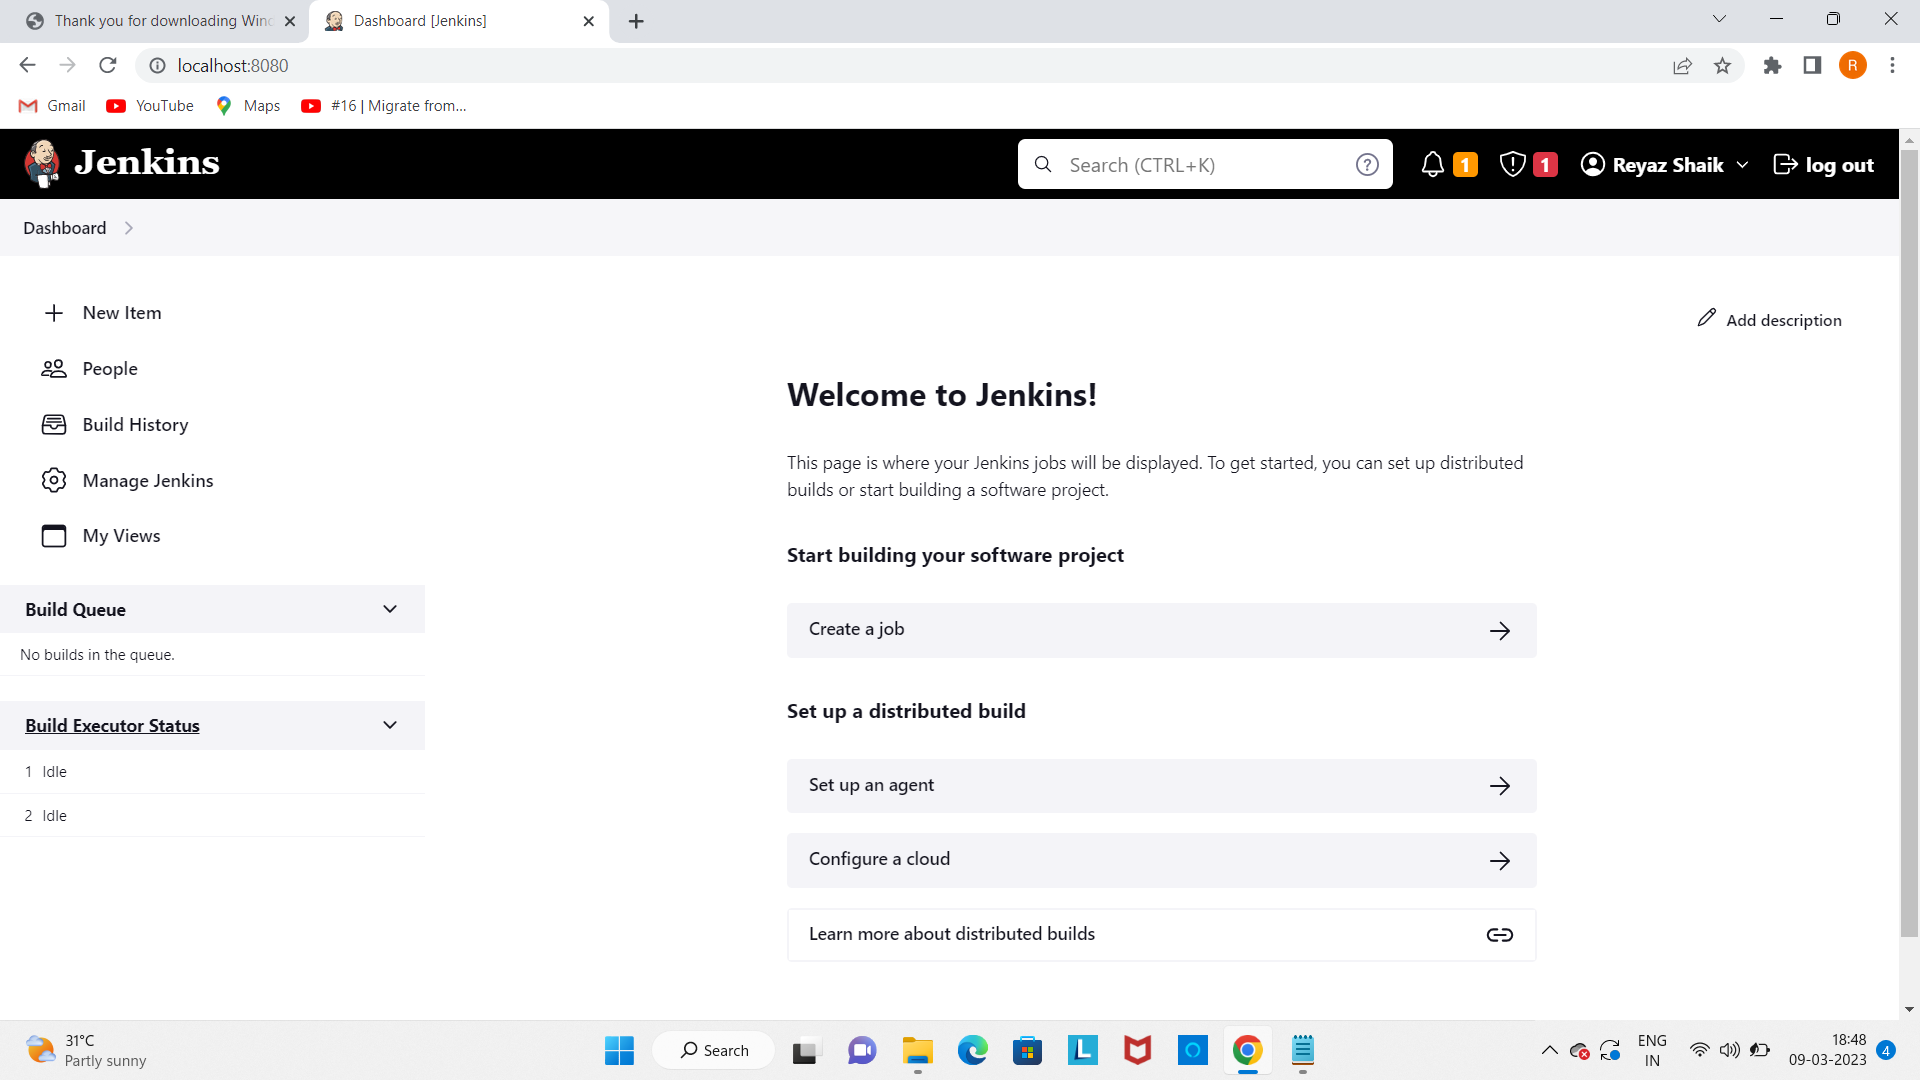 Thank you for downloading Winc
Dashboard [Jenkins]
localhost:8080
R
Gmail
YouTube
Maps
#16 | Migrate from...
Jenkins
Search (CTRL+K)
?
1
1
Reyaz Shaik
log out
Dashboard
New Item
Add description
People
Build History
Manage Jenkins
My Views
Welcome to Jenkins!
This page is where your Jenkins jobs will be displayed. To get started, you can set up distributed
builds or start building a software project.
Start building your software project
Create a job
Build Queue
No builds in the queue.
Build Executor Status
1 Idle
2 Idle
Set up a distributed build
Set up an agent
Configure a cloud
Learn more about distributed builds
31°C
Partly sunny
Search
L
ENG
IN
18:48
09-03-2023
4